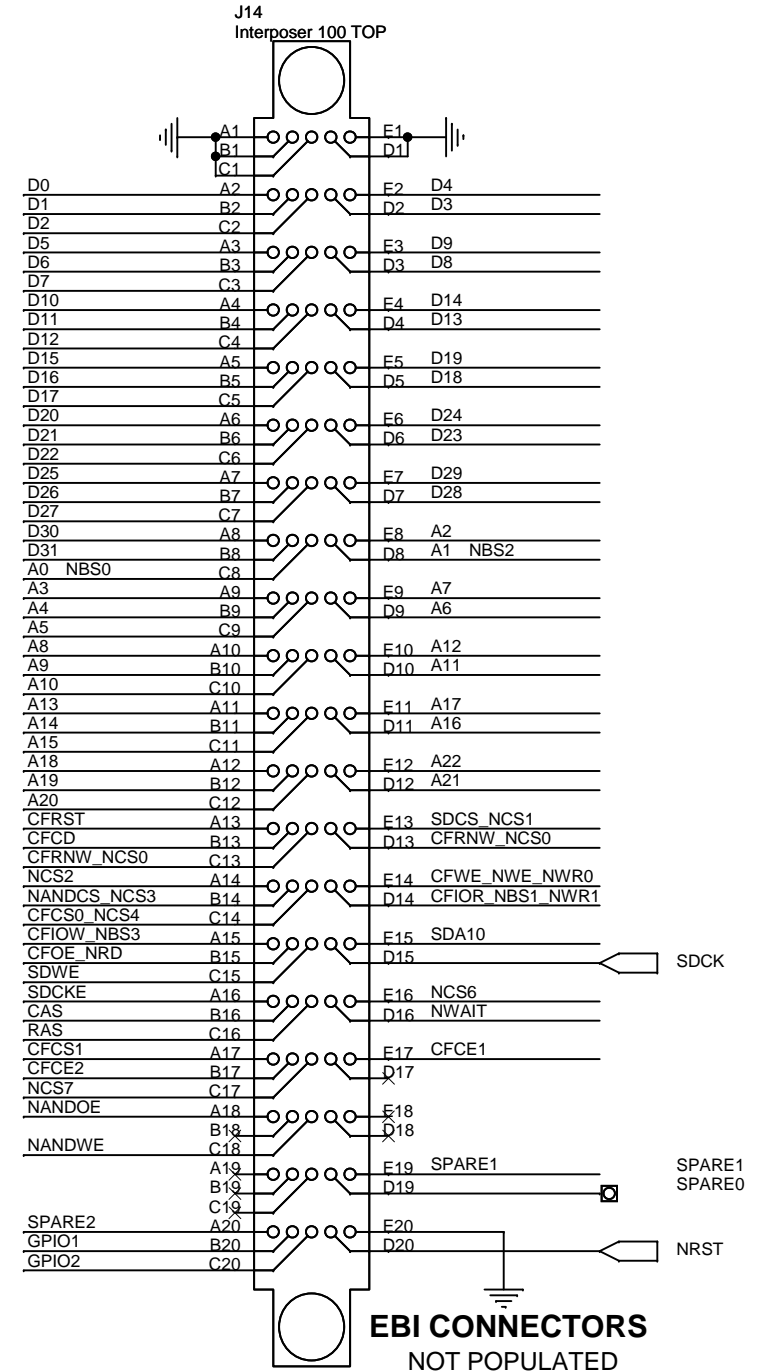 J14
Interposer 100 TOP
A1 E1
B1 D1
C1
D0 A2 E2 D4
D1 B2 D2 D3
D2 C2
D5 A3 E3 D9
D6 B3 D3 D8
D7 C3
D10 A4 E4 D14
D11 B4 D4 D13
D12 C4
D15 A5 E5 D19
D16 B5 D5 D18
D17 C5
D20 A6 E6 D24
D21 B6 D6 D23
D22 C6
D25 A7 E7 D29
D26 B7 D7 D28
D27 C7
D30 A8 E8 A2
D31 B8 D8 A1 NBS2
A0 NBS0 C8
A3 A9 E9 A7
A4 B9 D9 A6
A5 C9
A8 A10 E10 A12
A9 B10 D10 A11
A10 C10
A13 A11 E11 A17
A14 B11 D11 A16
A15 C11
A18 A12 E12 A22
A19 B12 D12 A21
A20 C12
CFRST A13 E13 SDCS_NCS1
CFCD B13 D13 CFRNW_NCS0
CFRNW_NCS0 C13
NCS2 A14 E14 CFWE_NWE_NWR0
NANDCS_NCS3 B14 D14 CFIOR_NBS1_NWR1
CFCS0_NCS4 C14
CFIOW_NBS3 A15 E15 SDA10
CFOE_NRD B15 D15 SDCK
SDWE C15
SDCKE A16 E16 NCS6
CAS B16 D16 NWAIT
RAS C16
CFCS1 A17 E17 CFCE1
CFCE2 B17 D17
NCS7 C17
NANDOE A18 E18
B18 D18
NANDWE C18
A19 E19 SPARE1 SPARE1
B19 D19 SPARE0
C19
SPARE2 A20 E20
GPIO1 B20 D20 NRST
GPIO2 C20
EBI CONNECTORS
NOT POPULATED